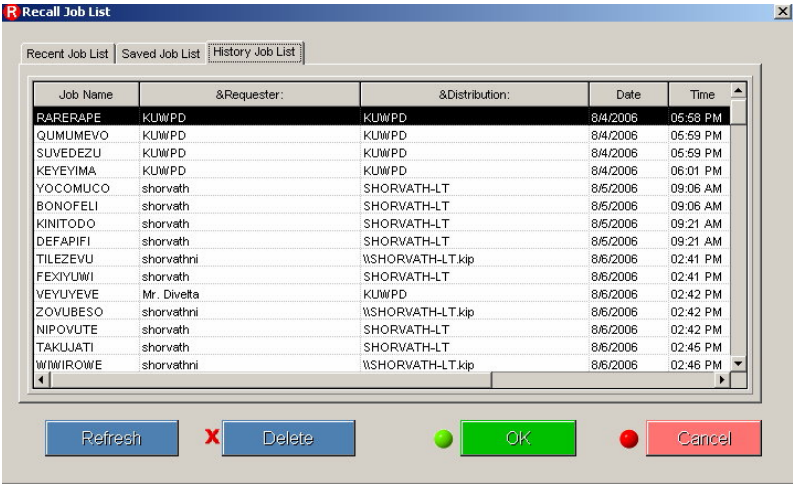 R Recall Job List
Recent Job List Saved Job List History Job List
Job Name &Requester: &Distribution: Date Time
RARERAPE KUWPD KUWPD 8/4/2006 05:58 PM
QUMUMEVO KUWPD KUWPD 8/4/2006 05:59 PM
SUVEDEZU KUWPD KUWPD 8/4/2006 05:59 PM
KEYEYIMA KUWPD KUWPD 8/4/2006 06:01 PM
YOCOMUCO shorvath SHORVATH-LT 8/5/2006 09:06 AM
BONOFELI shorvath SHORVATH-LT 8/5/2006 09:06 AM
KINITODO shorvath SHORVATH-LT 8/5/2006 09:21 AM
DEFAPIFI shorvath SHORVATH-LT 8/5/2006 09:21 AM
TILEZEVU shorvathni \\SHORVATH-LT.kip 8/6/2006 02:41 PM
FEXIYUWI shorvath SHORVATH-LT 8/6/2006 02:41 PM
VEYUYEVE Mr. Divetta KUWPD 8/6/2006 02:42 PM
ZOVUBESO shorvathni \\SHORVATH-LT.kip 8/6/2006 02:42 PM
NIPOVUTE shorvath SHORVATH-LT 8/6/2006 02:42 PM
TAKUJATI shorvath SHORVATH-LT 8/6/2006 02:45 PM
WIWIROWE shorvathni \\SHORVATH-LT.kip 8/6/2006 02:46 PM
Refresh X Delete OK Cancel